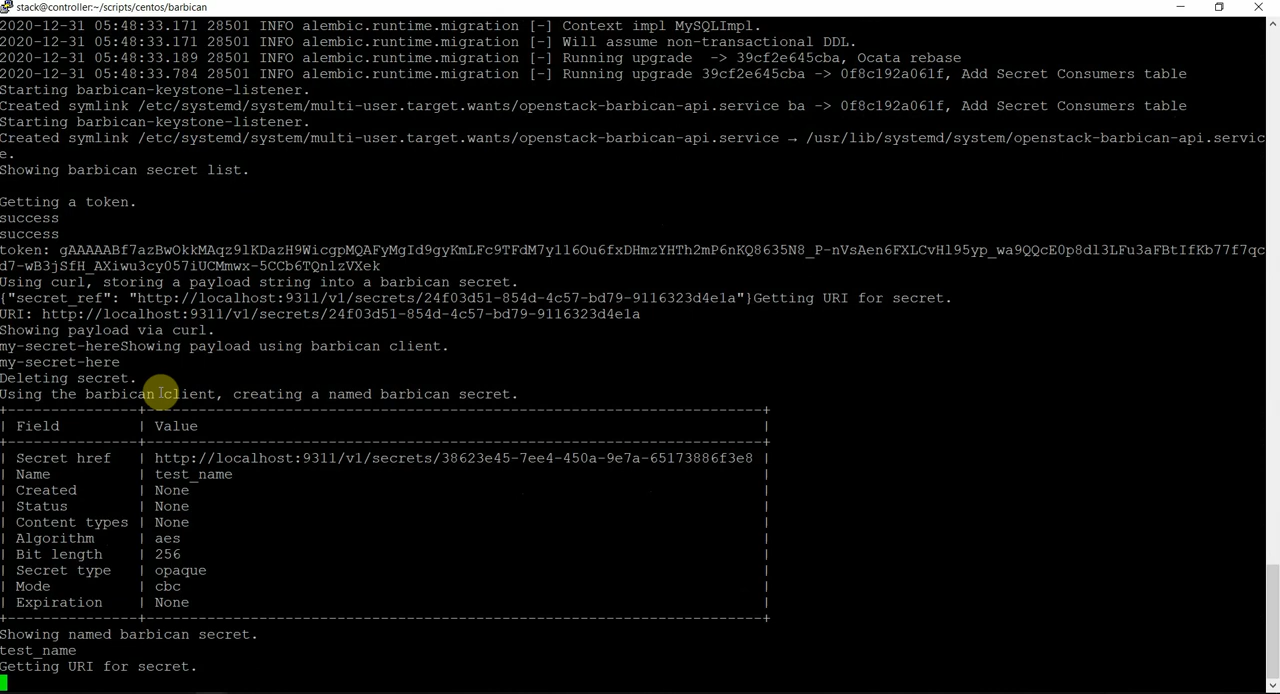 stack@controller:~/scripts/centos/barbican
2020-12-31 05:48:33.171 28501 INFO alembic.runtime.migration [-] Context impl MySQLImpl.
2020-12-31 05:48:33.171 28501 INFO alembic.runtime.migration [-] Will assume non-transactional DDL.
2020-12-31 05:48:33.189 28501 INFO alembic.runtime.migration [-] Running upgrade  -> 39cf2e645cba, Ocata rebase
2020-12-31 05:48:33.784 28501 INFO alembic.runtime.migration [-] Running upgrade 39cf2e645cba -> 0f8c192a061f, Add Secret Consumers table
Starting barbican-keystone-listener.
Created symlink /etc/systemd/system/multi-user.target.wants/openstack-barbican-api.service ba -> 0f8c192a061f, Add Secret Consumers table
Starting barbican-keystone-listener.
Created symlink /etc/systemd/system/multi-user.target.wants/openstack-barbican-api.service → /usr/lib/systemd/system/openstack-barbican-api.servic
e.
Showing barbican secret list.
Getting a token.
success
success
token: gAAAAABf7azBwOkkMAqz9lKDazH9WicgpMQAFyMgId9gyKmLFc9TFdM7yl16Ou6fxDHmzYHTh2mP6nKQ8635N8_P-nVsAen6FXLCvHl95yp_wa9QQcE0p8dl3LFu3aFBtIfKb77f7qc
d7-wB3jSfH_AXiwu3cy057iUCMmwx-5CCb6TQnlzVXek
Using curl, storing a payload string into a barbican secret.
{"secret_ref": "http://localhost:9311/v1/secrets/24f03d51-854d-4c57-bd79-9116323d4e1a"}Getting URI for secret.
URI: http://localhost:9311/v1/secrets/24f03d51-854d-4c57-bd79-9116323d4e1a
Showing payload via curl.
my-secret-hereShowing payload using barbican client.
my-secret-here
Deleting secret.
Using the barbican client, creating a named barbican secret.
+---------------+------------------------------------------------------------------------------+
| Field | Value |
+---------------+------------------------------------------------------------------------------+
| Secret href | http://localhost:9311/v1/secrets/38623e45-7ee4-450a-9e7a-65173886f3e8 |
| Name | test_name |
| Created | None |
| Status | None |
| Content types | None |
| Algorithm | aes |
| Bit length | 256 |
| Secret type | opaque |
| Mode | cbc |
| Expiration | None |
+---------------+------------------------------------------------------------------------------+
Showing named barbican secret.
test_name
Getting URI for secret.